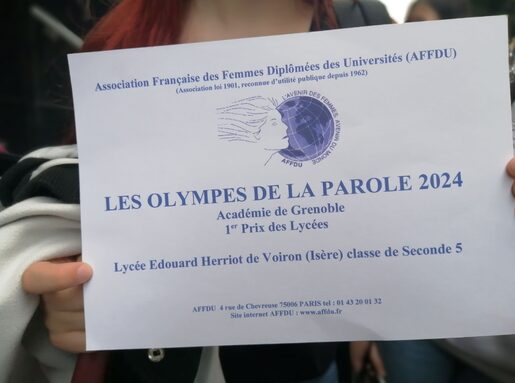 Association Française des Femmes Diplômées des Universités (AFFDU)
(Association loi 1901, reconnue d'utilité publique depuis 1962)
L'AVENIR DES FEMMES, AVENIR DU MONDE
AFFDU
LES OLYMPES DE LA PAROLE 2024
Académie de Grenoble
1er Prix des Lycées
Lycée Edouard Herriot de Voiron (Isère) classe de Seconde 5
AFFDU 4 rue de Chevreuse 75006 PARIS tel : 01 43 20 01 32
Site internet AFFDU : www.affdu.fr